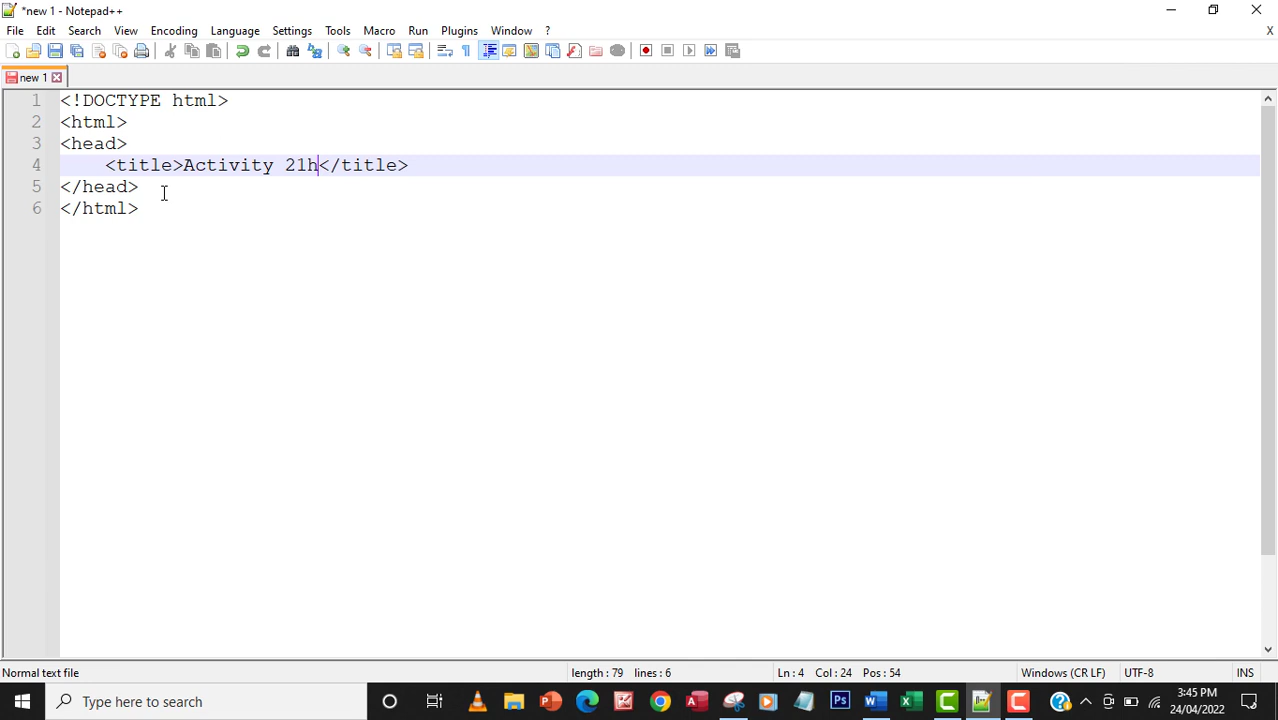 *new 1 - Notepad++
File Edit Search View Encoding Language Settings Tools Macro Run Plugins Window ? X
new 1
1 <!DOCTYPE html>
2 <html>
3 <head>
4 <title>Activity 21h</title>
5 </head>
6 </html>
Normal text file length : 79 lines : 6 Ln : 4 Col : 24 Pos : 54 Windows (CR LF) UTF-8 INS
Type here to search
3:45 PM
24/04/2022